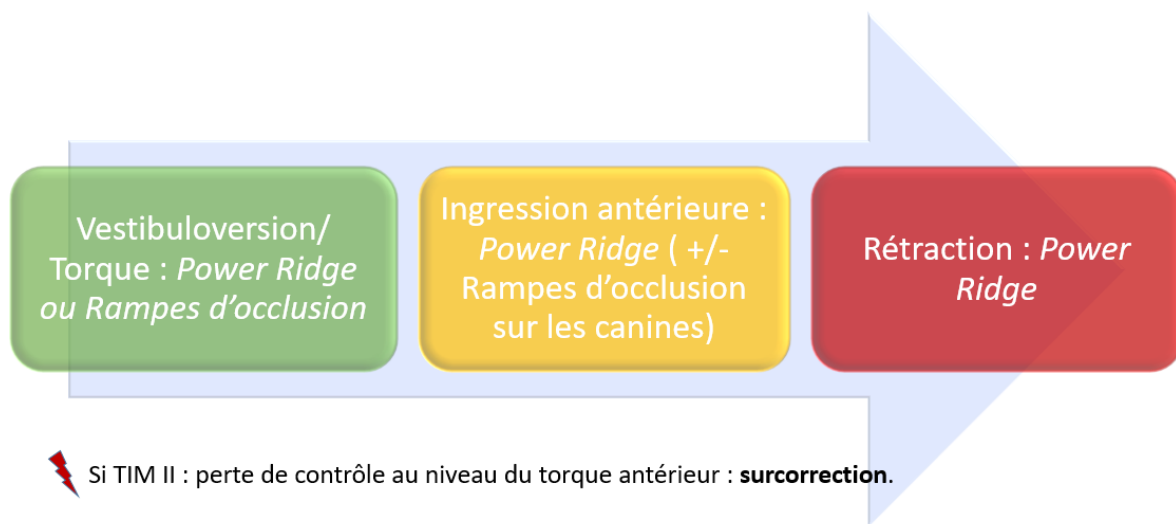 Vestibuloversion/
Torque : Power Ridge
ou Rampes d'occlusion
Ingression antérieure :
Power Ridge ( +/-
Rampes d'occlusion
sur les canines)
Rétraction : Power
Ridge
Si TIM II : perte de contrôle au niveau du torque antérieur : surcorrection.